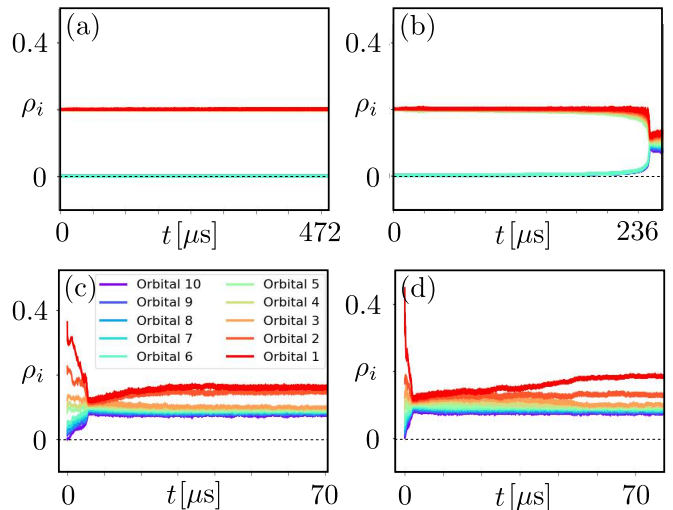 (a) (b)
0.4 0.4
ρi ρi
0 0
0 472 0 236
t[μs] t[μs]
(c) (d)
Orbital 10 Orbital 5
Orbital 9 Orbital 4
Orbital 8 Orbital 3
Orbital 7 Orbital 2
Orbital 6 Orbital 1
0.4 0.4
ρi ρi
0 0
0 70 0 70
t[μs] t[μs]